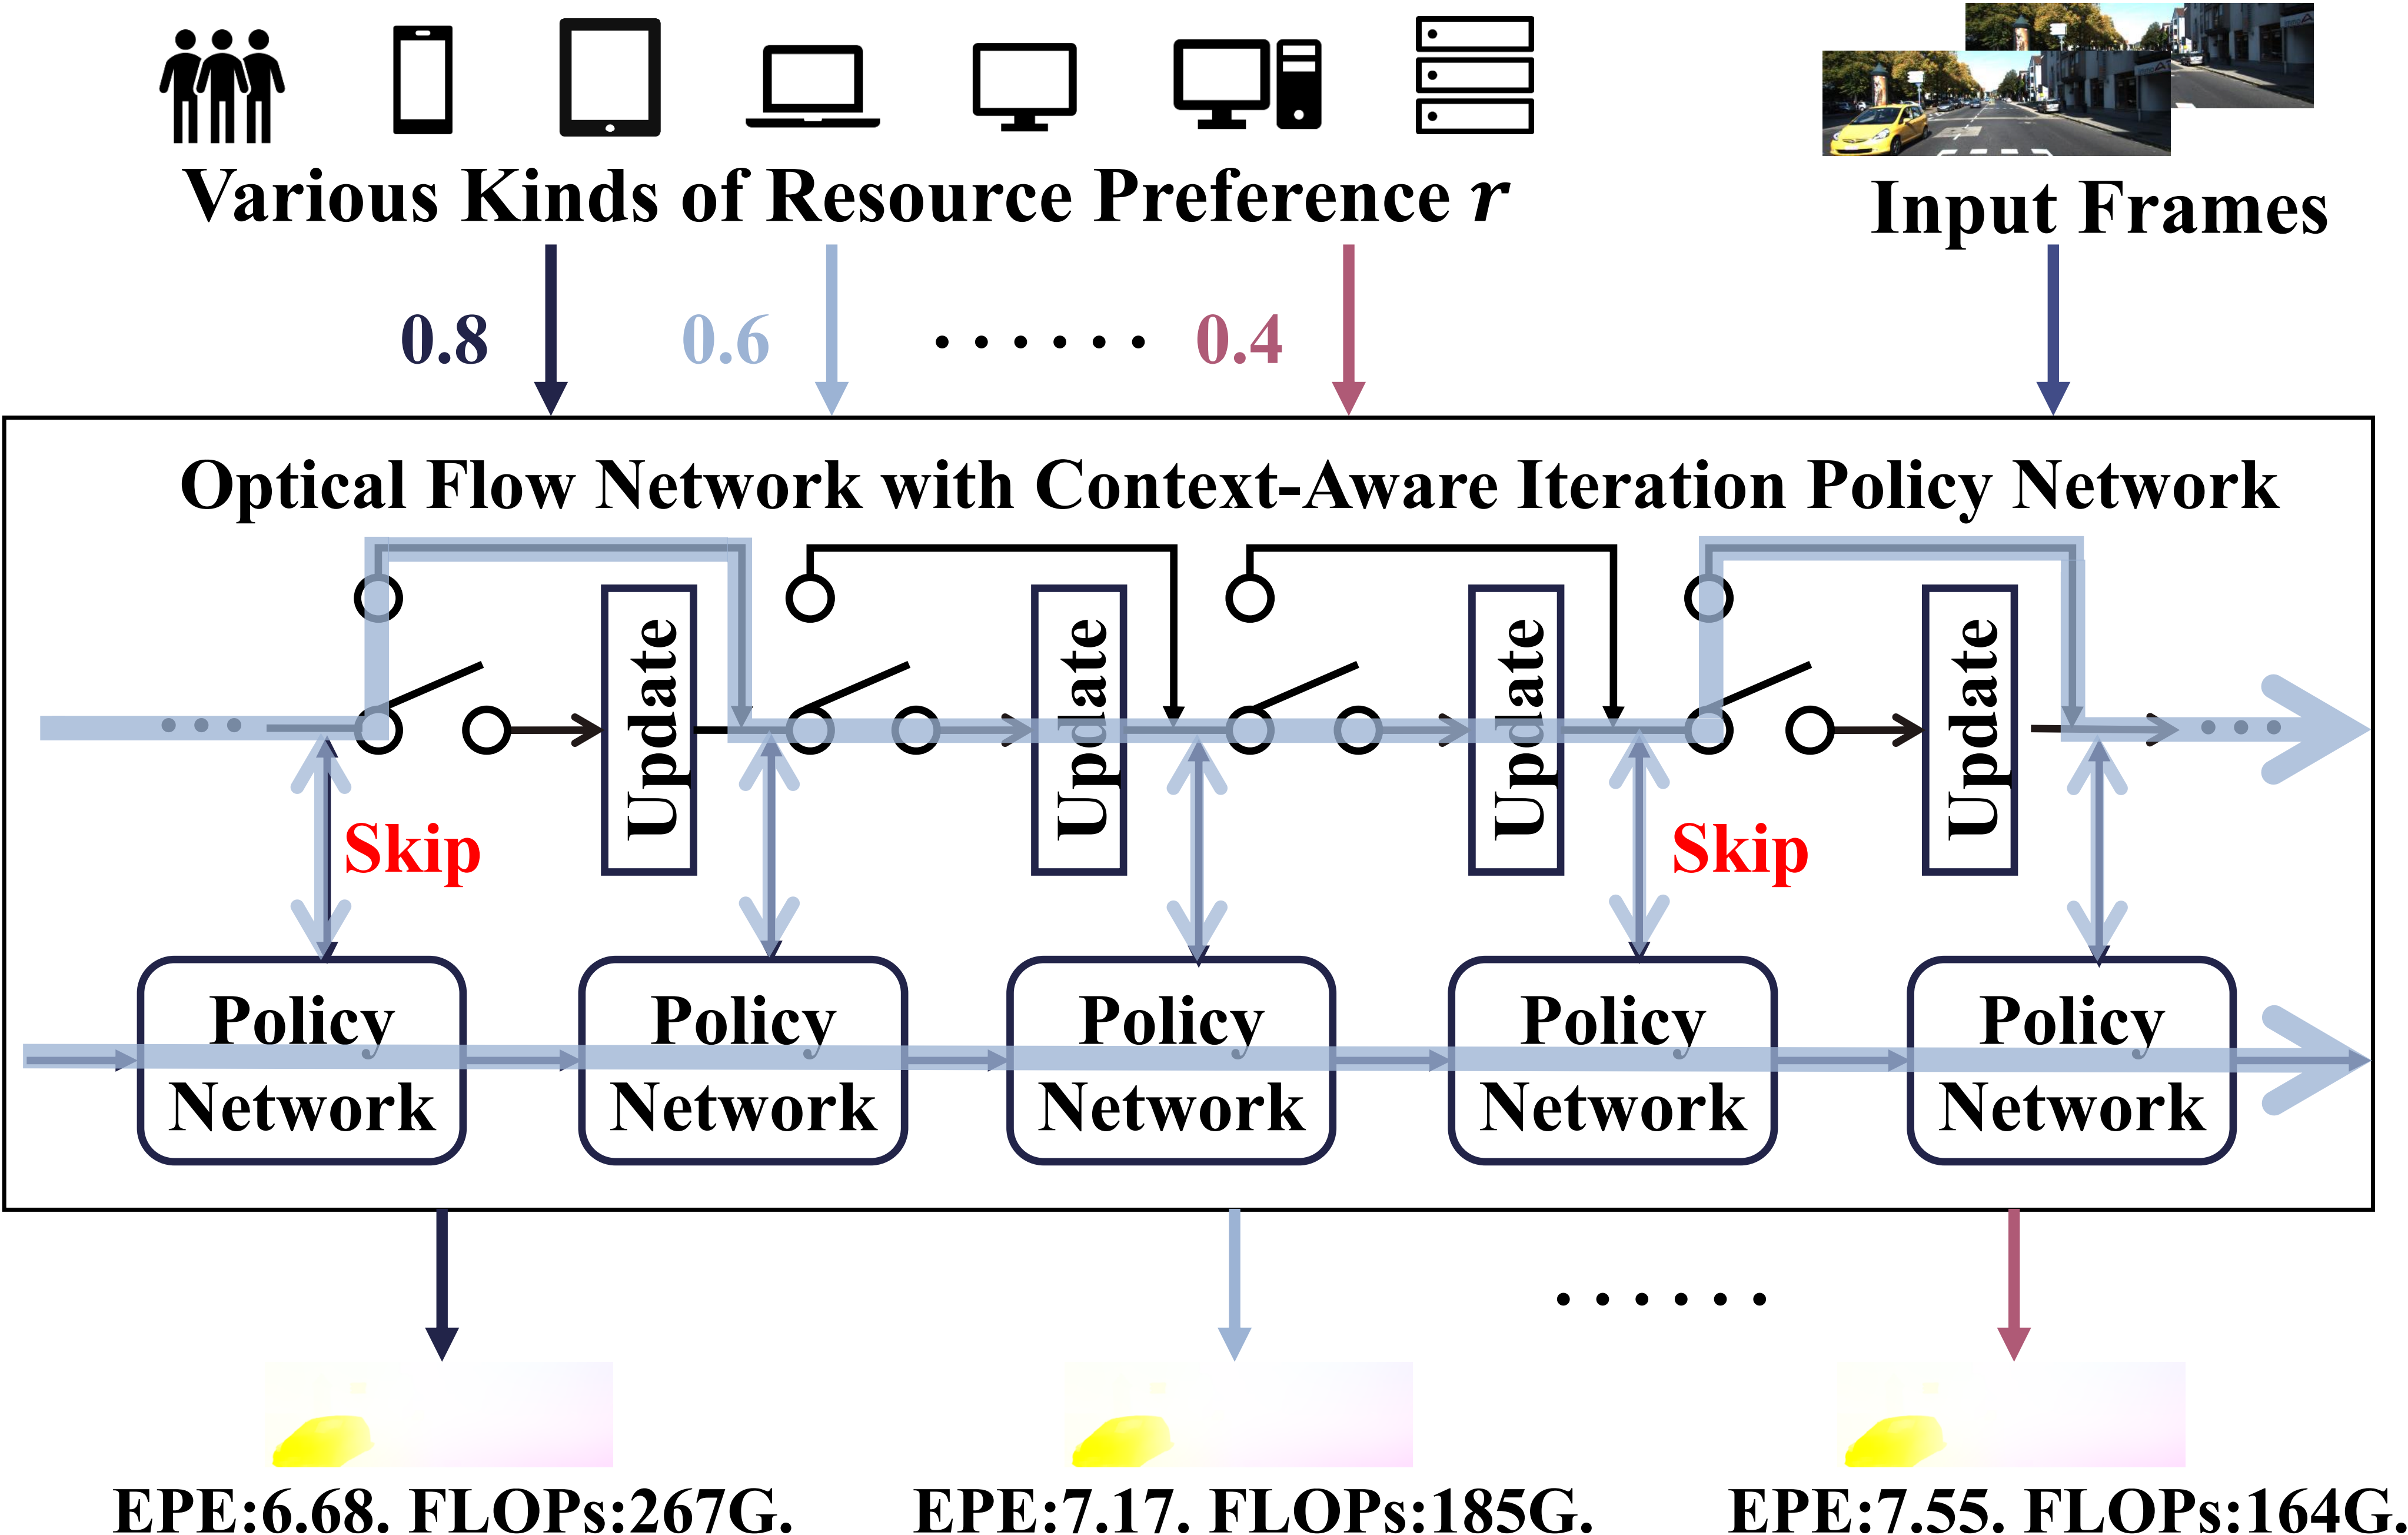 Various Kinds of Resource Preference r
Input Frames
0.8
0.6
......
0.4
Optical Flow Network with Context-Aware Iteration Policy Network
Update
Update
Update
Update
Skip
Skip
Policy
Network
Policy
Network
Policy
Network
Policy
Network
Policy
Network
......
EPE:6.68. FLOPs:267G.
EPE:7.17. FLOPs:185G.
EPE:7.55. FLOPs:164G.